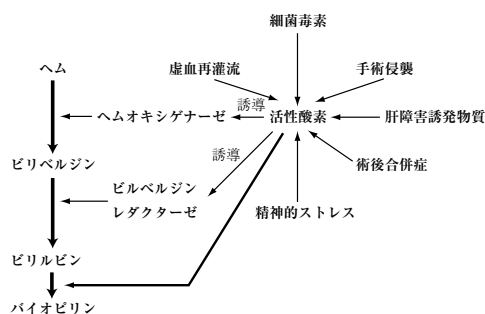 細菌毒素
ヘム
虚血再灌流
手術侵襲
誘導
ヘムオキシゲナーゼ
活性酸素
肝障害誘発物質
誘導
ビリベルジン
術後合併症
ビルベルジン
レダクターゼ
精神的ストレス
ビリルビン
バイオピリン